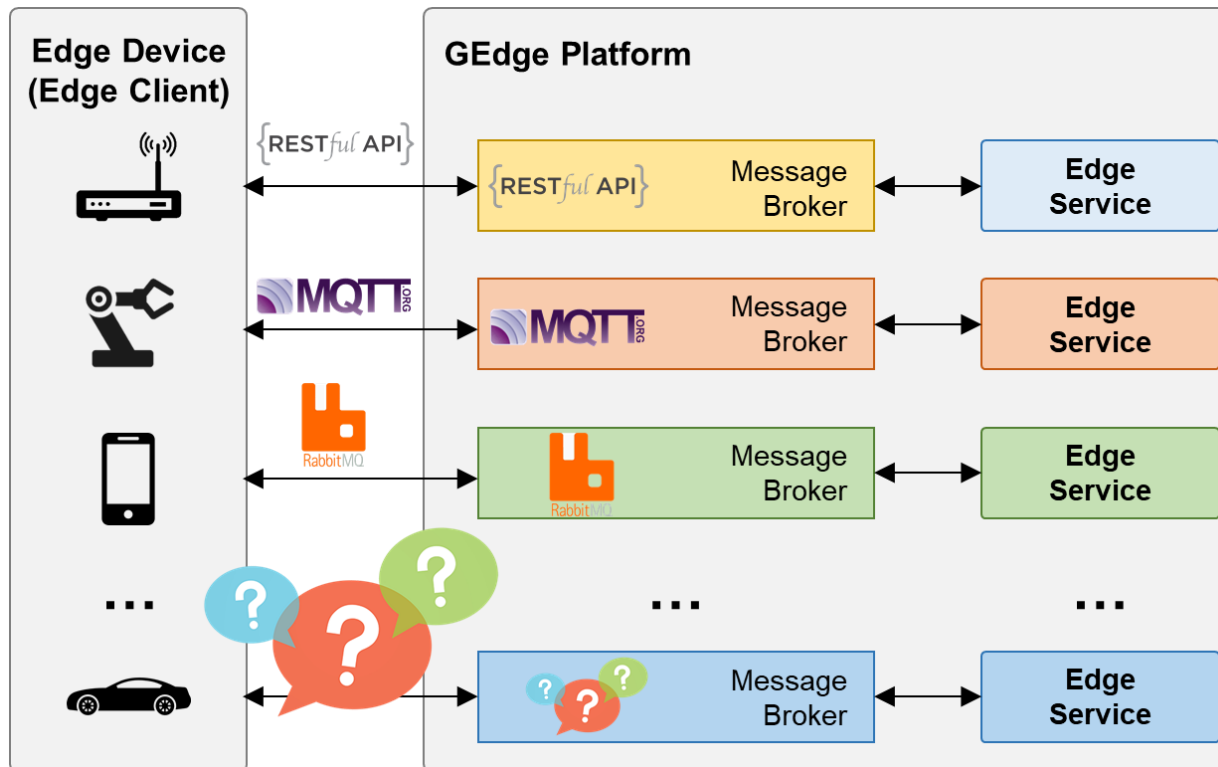 Edge Device
(Edge Client)
GEdge Platform
{RESTful API}
{RESTful API}
Message
Broker
Edge
Service
MQTT.ORG
MQTT.ORG
Message
Broker
Edge
Service
RabbitMQ
RabbitMQ
Message
Broker
Edge
Service
...
? ? ?
...
...
? ? ?
Message
Broker
Edge
Service